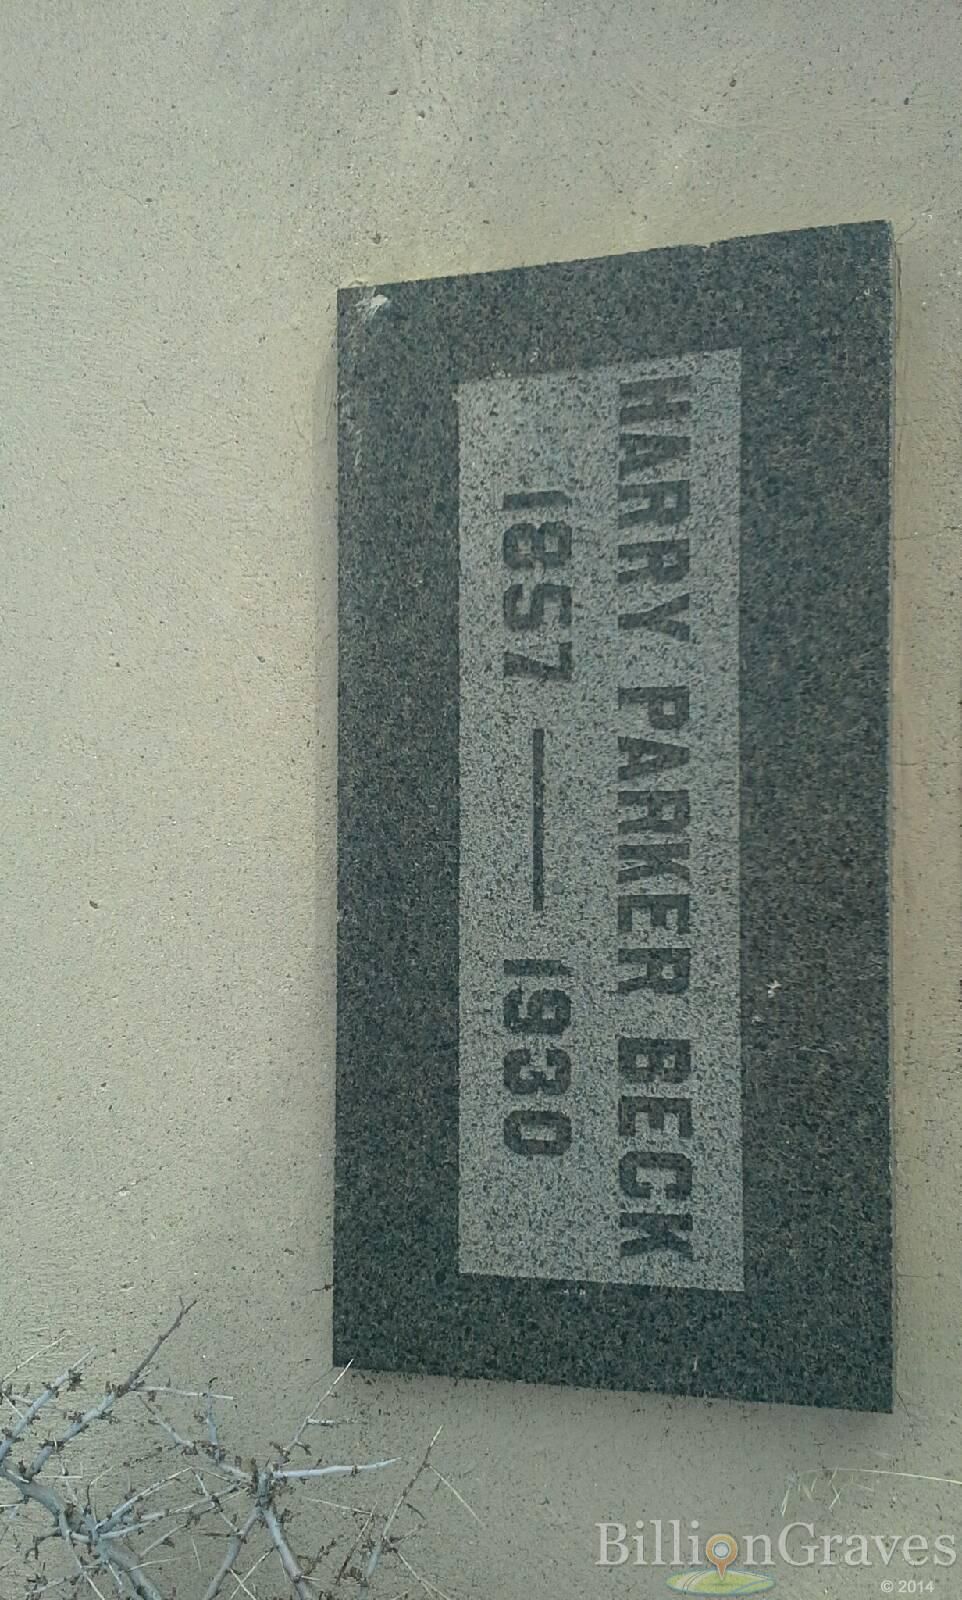 HARRY PARKER BECK
1857 — 1930
BillionGraves
© 2014